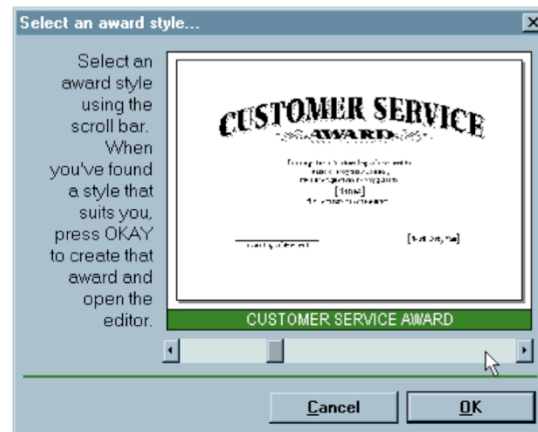 Select an award style...
Select an
award style
using the
scroll bar.
When
you've found
a style that
suits you,
press OKAY
to create that
award and
open the
editor.
CUSTOMER SERVICE
AWARD
CUSTOMER SERVICE AWARD
Cancel
OK